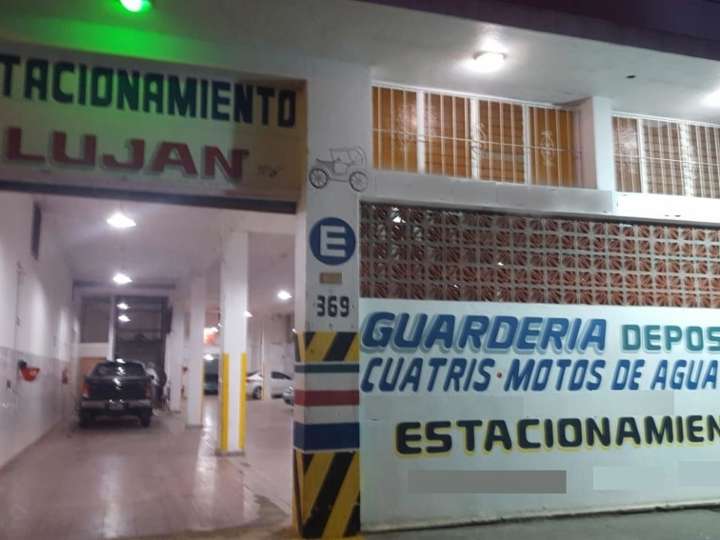 TACIONAMIENTO
LUJAN
E
369
GUARDERIA DEPOS
CUATRIS · MOTOS DE AGUA
ESTACIONAMIEN